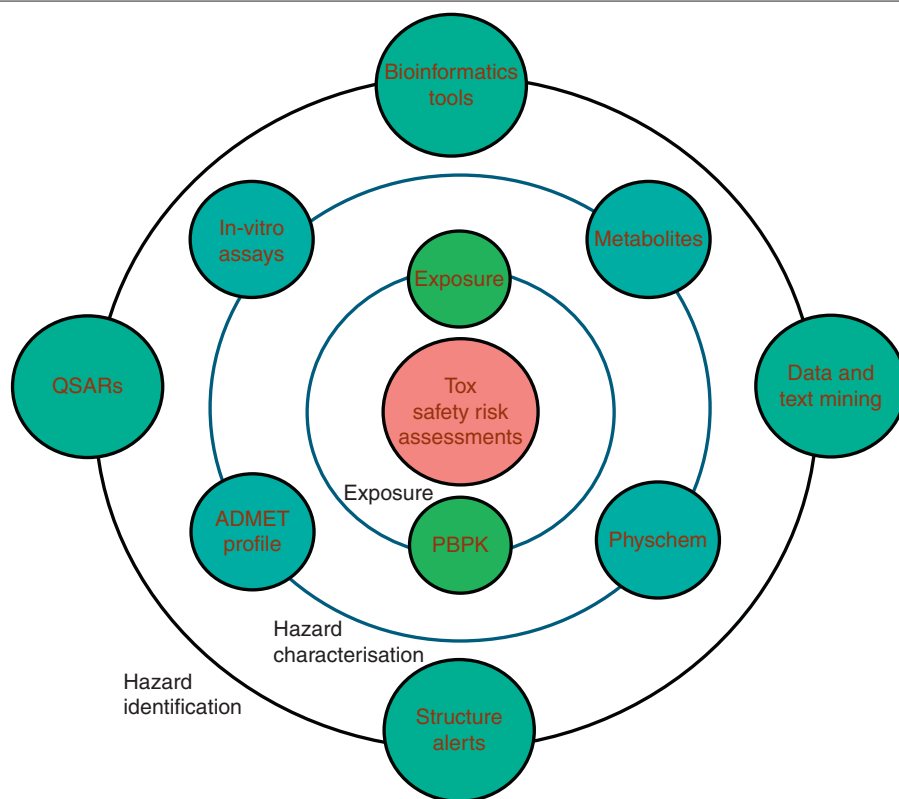 Bioinformatics
tools
In-vitro
assays
Metabolites
Exposure
QSARs
Tox
safety risk
assessments
Data and
text mining
Exposure
ADMET
profile
PBPK
Physchem
Hazard
characterisation
Hazard
identification
Structure
alerts